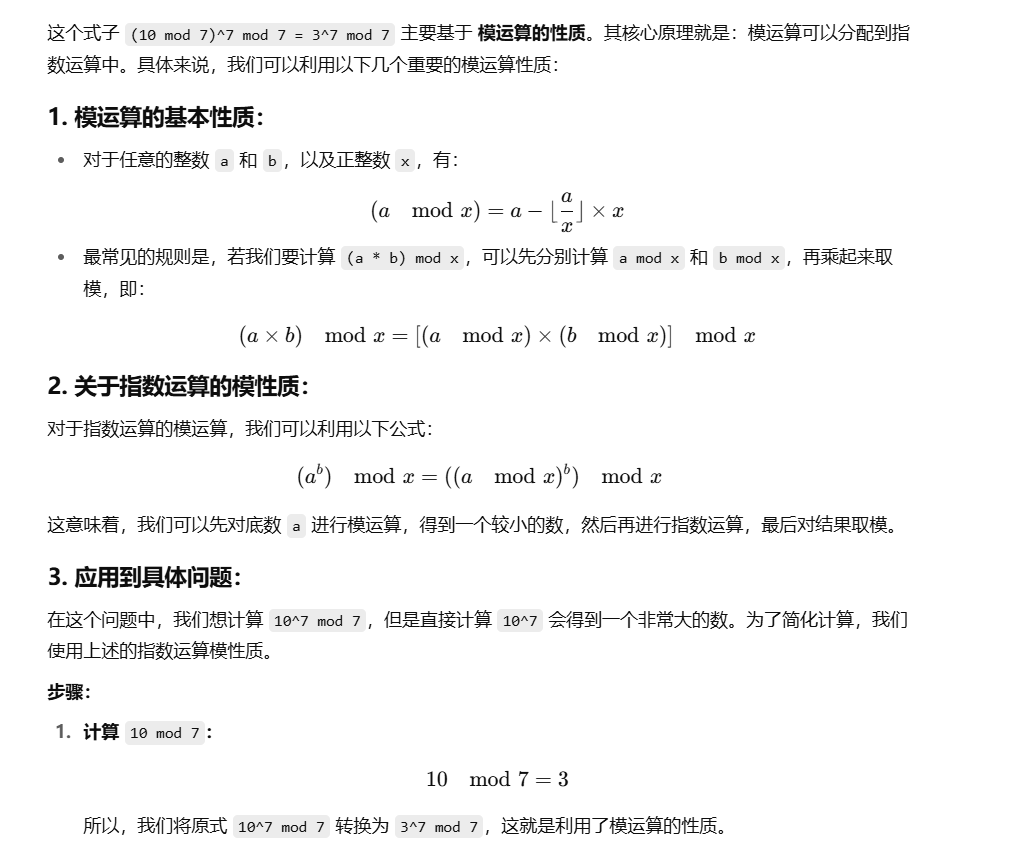 这个式子 (10 mod 7)^7 mod 7 = 3^7 mod 7 主要基于 模运算的性质。其核心原理就是：模运算可以分配到指
数运算中。具体来说，我们可以利用以下几个重要的模运算性质：
1. 模运算的基本性质：
• 对于任意的整数 a 和 b，以及正整数 x，有：
(a mod x) = a − ⌊a/x⌋ × x
• 最常见的规则是，若我们要计算 (a * b) mod x，可以先分别计算 a mod x 和 b mod x，再乘起来取
模，即：
(a × b) mod x = [(a mod x) × (b mod x)] mod x
2. 关于指数运算的模性质：
对于指数运算的模运算，我们可以利用以下公式：
(a^b) mod x = ((a mod x)^b) mod x
这意味着，我们可以先对底数 a 进行模运算，得到一个较小的数，然后再进行指数运算，最后对结果取模。
3. 应用到具体问题：
在这个问题中，我们想计算 10^7 mod 7，但是直接计算 10^7 会得到一个非常大的数。为了简化计算，我们
使用上述的指数运算模性质。
步骤：
1. 计算 10 mod 7：
10 mod 7 = 3
所以，我们将原式 10^7 mod 7 转换为 3^7 mod 7，这就是利用了模运算的性质。